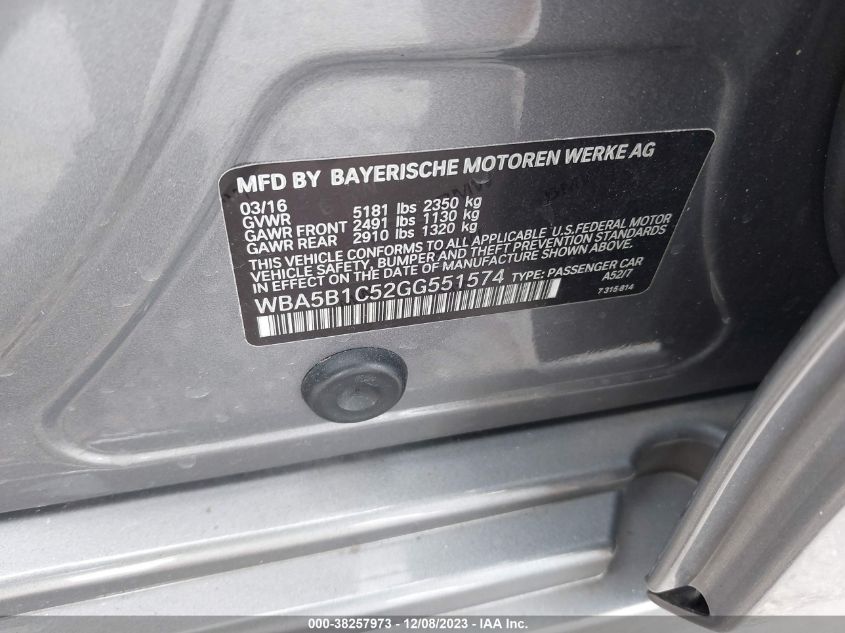 MFD BY BAYERISCHE MOTOREN WERKE AG
03/16
GVWR 5181 lbs 2350 kg
GAWR FRONT 2491 lbs 1130 kg
GAWR REAR 2910 lbs 1320 kg
THIS VEHICLE CONFORMS TO ALL APPLICABLE U.S.FEDERAL MOTOR
VEHICLE SAFETY, BUMPER AND THEFT PREVENTION STANDARDS
IN EFFECT ON THE DATE OF MANUFACTURE SHOWN ABOVE.
WBA5B1C52GG551574 TYPE: PASSENGER CAR
A52/7
7 315 814
000-38257973 - 12/08/2023 - IAA Inc.